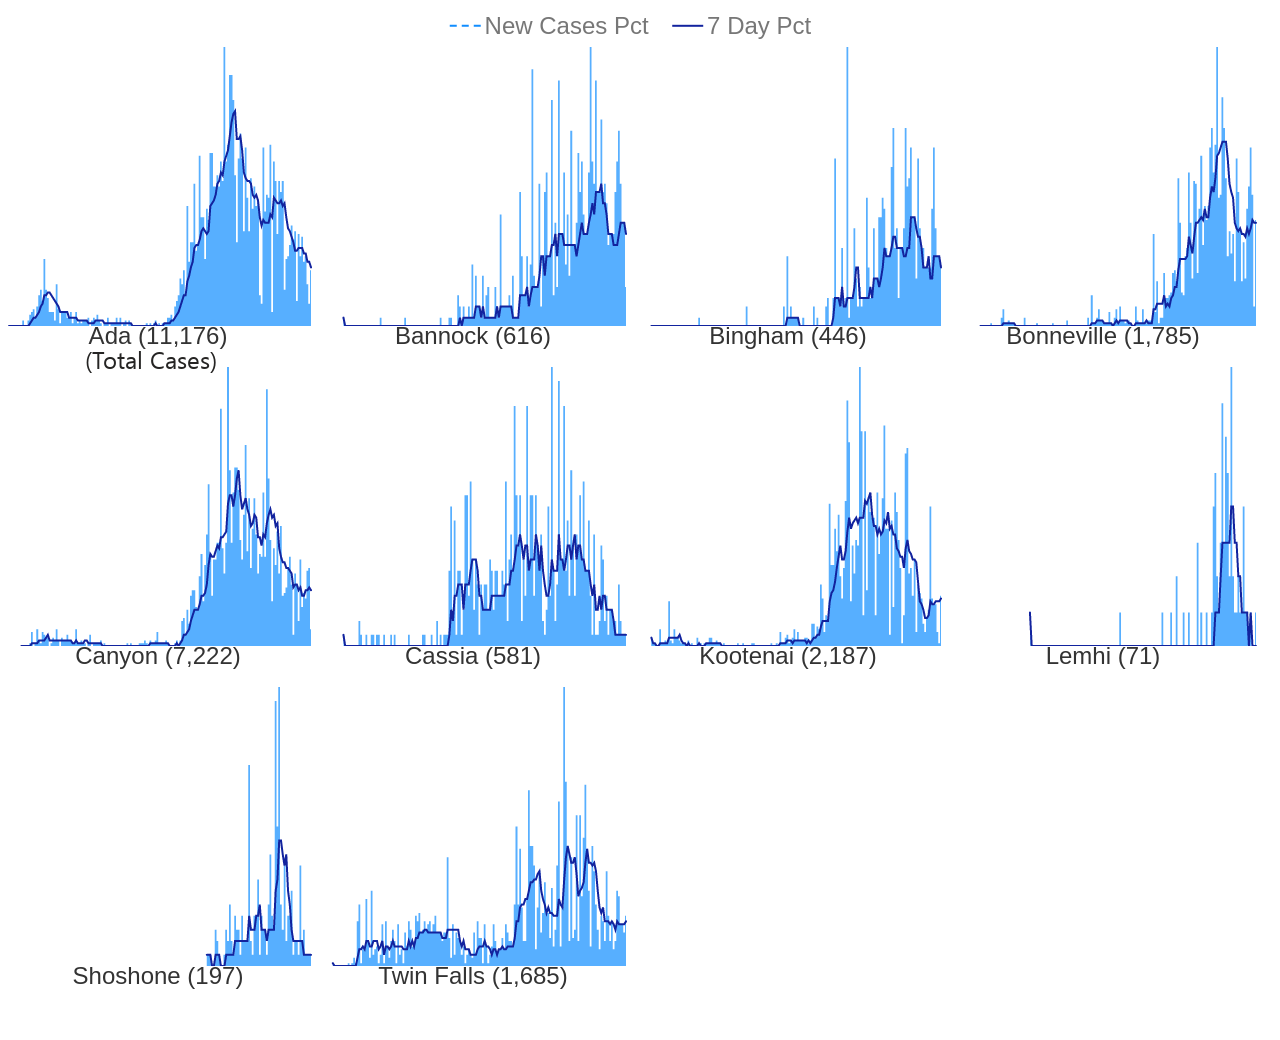 New Cases Pct 7 Day Pct
Ada (11,176) Bannock (616) Bingham (446) Bonneville (1,785)
(Total Cases)
Canyon (7,222) Cassia (581) Kootenai (2,187) Lemhi (71)
Shoshone (197) Twin Falls (1,685)